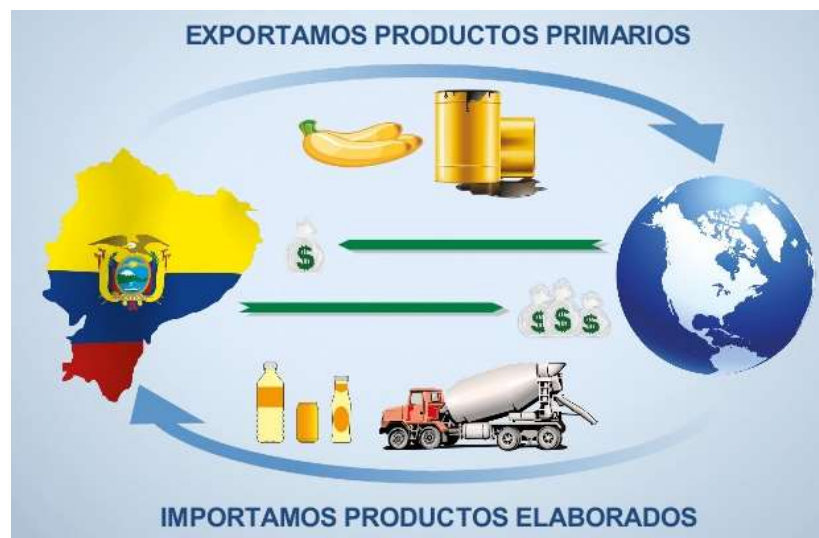 EXPORTAMOS PRODUCTOS PRIMARIOS
$
$ $ $
IMPORTAMOS PRODUCTOS ELABORADOS